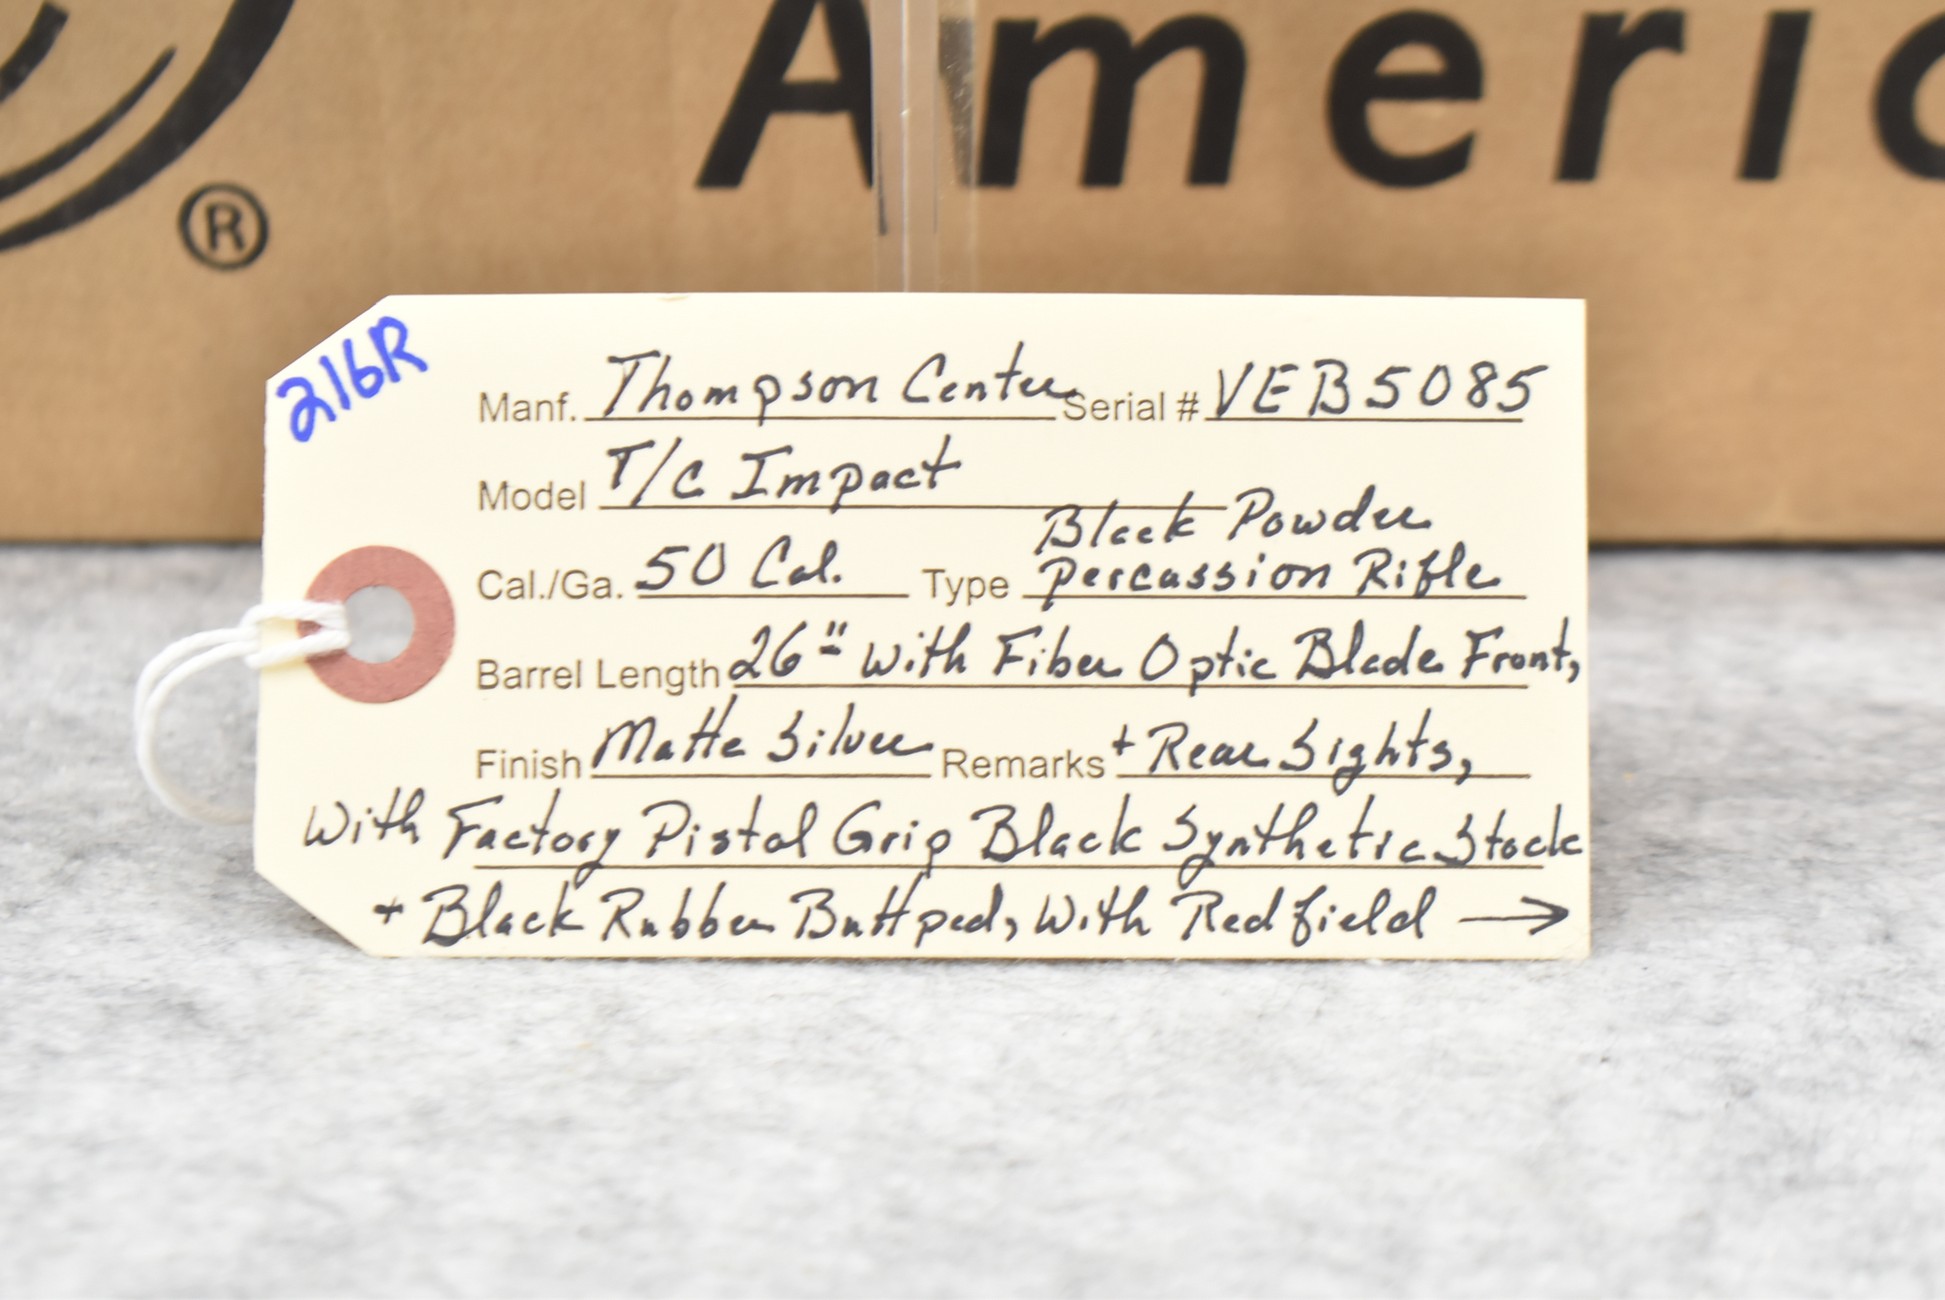 Americ
®
216R
Manf. Thompson Center Serial # VEB5085
Model T/C Impact
Cal./Ga. 50 Cal. Type Black Powder Percussion Rifle
Barrel Length 26" with Fiber Optic Blade Front,
Finish Matte Silver Remarks + Rear Sights,
With Factory Pistol Grip Black Synthetic Stock
+ Black Rubber Buttpad, With Redfield →